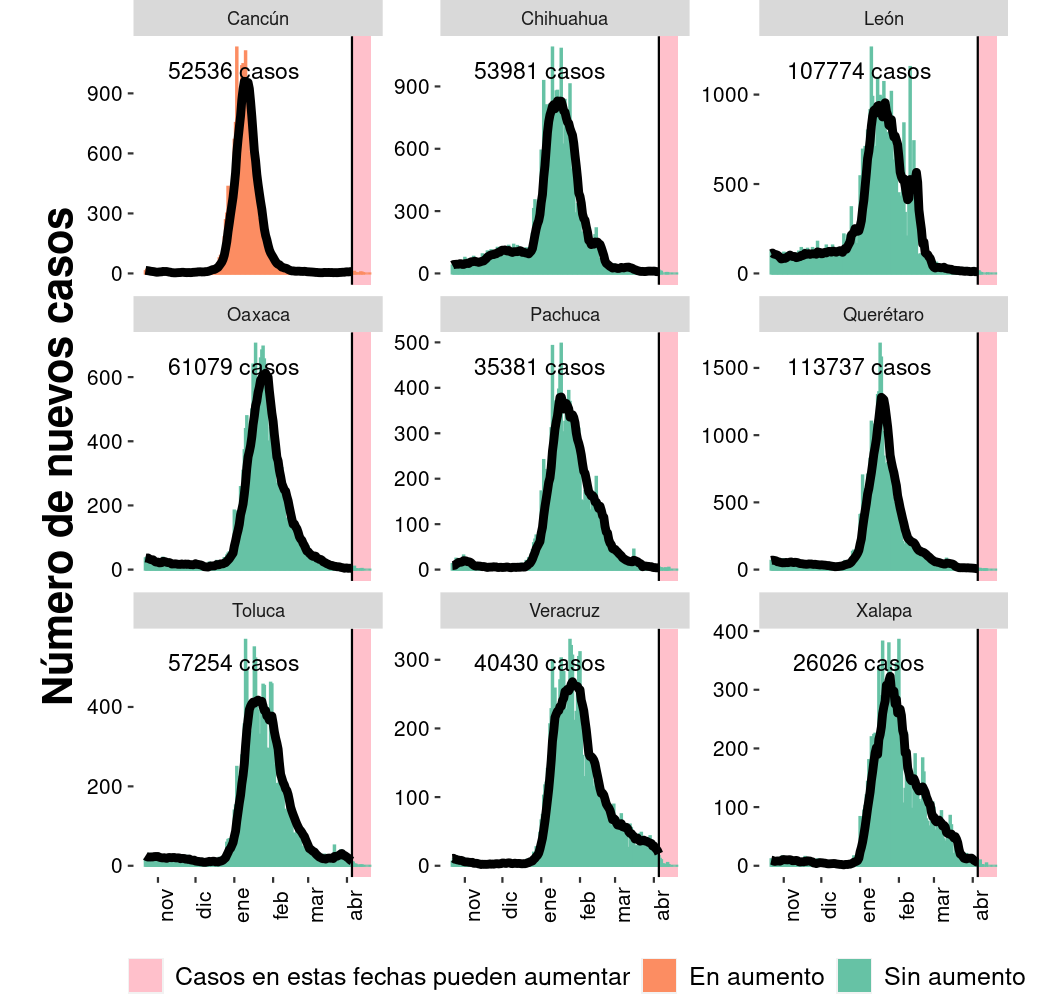 Número de nuevos casos
Cancún
Chihuahua
León
52536 casos
53981 casos
107774 casos
900
600
300
0
900
600
300
0
1000
500
0
Oaxaca
Pachuca
Querétaro
61079 casos
35381 casos
113737 casos
600
400
200
0
500
400
300
200
100
0
1500
1000
500
0
Toluca
Veracruz
Xalapa
57254 casos
40430 casos
26026 casos
400
200
0
300
200
100
0
400
300
200
100
0
nov dic ene feb mar abr
nov dic ene feb mar abr
nov dic ene feb mar abr
Casos en estas fechas pueden aumentar En aumento Sin aumento